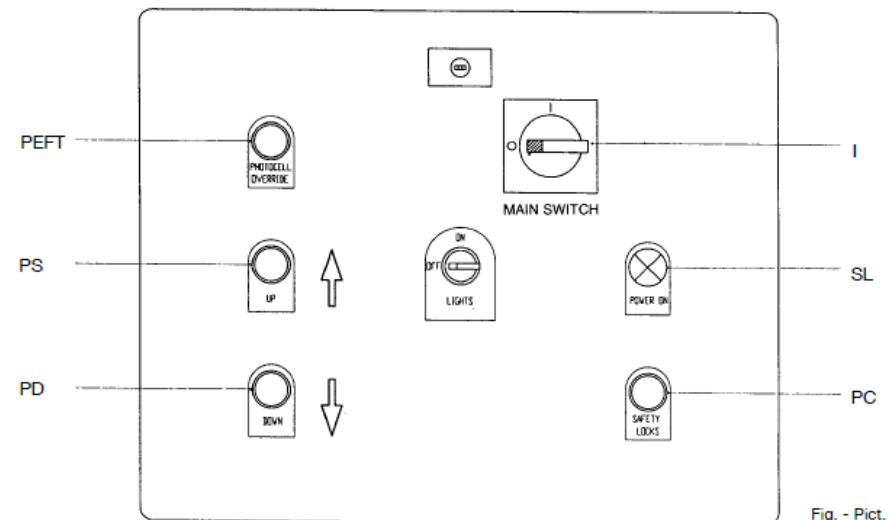 PEFT
PHOTOCELL
OVERRIDE
I
O
I
MAIN SWITCH
PS
UP
ON
OFF
LIGHTS
POWER ON
SL
PD
DOWN
SAFETY
LOCKS
PC
Fig. - Pict.